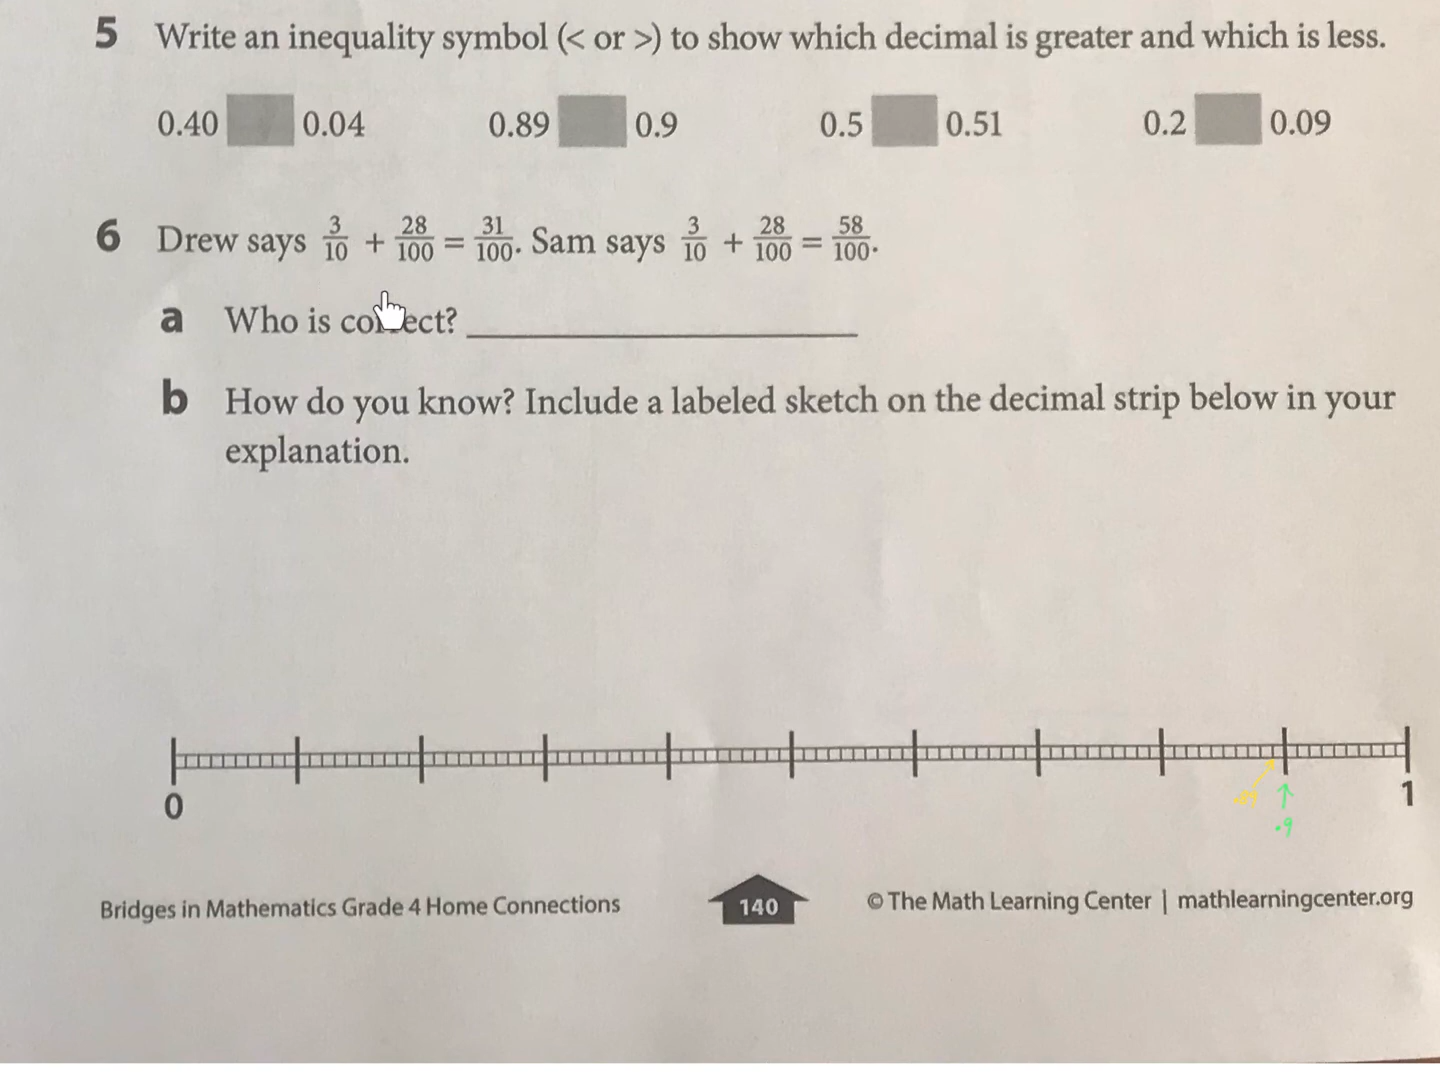 5 Write an inequality symbol (< or >) to show which decimal is greater and which is less.
0.40 0.04 0.89 0.9 0.5 0.51 0.2 0.09
6 Drew says 3/10 + 28/100 = 31/100. Sam says 3/10 + 28/100 = 58/100.
a Who is correct?
b How do you know? Include a labeled sketch on the decimal strip below in your
explanation.
0 1
.89
.9
Bridges in Mathematics Grade 4 Home Connections 140 © The Math Learning Center | mathlearningcenter.org